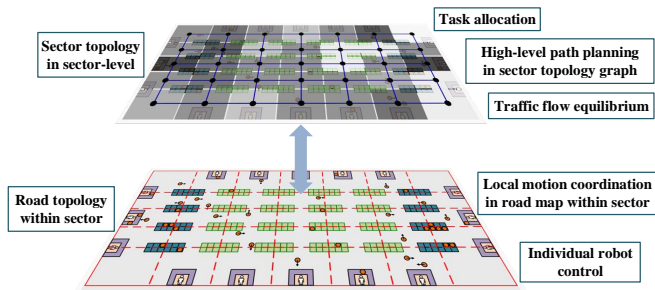 Task allocation
Sector topology
in sector-level
High-level path planning
in sector topology graph
Traffic flow equilibrium
Road topology
within sector
Local motion coordination
in road map within sector
Individual robot
control